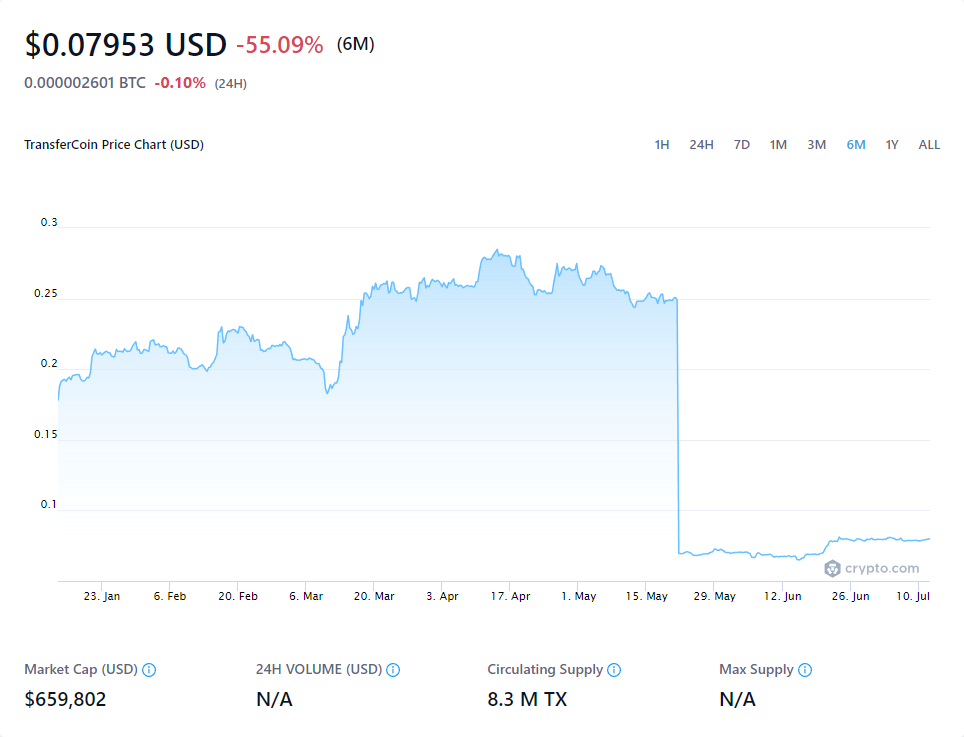 $0.07953 USD -55.09% (6M)
0.000002601 BTC -0.10% (24H)
TransferCoin Price Chart (USD) 1H 24H 7D 1M 3M 6M 1Y ALL
0.3
0.25
0.2
0.15
0.1
crypto.com
23. Jan 6. Feb 20. Feb 6. Mar 20. Mar 3. Apr 17. Apr 1. May 15. May 29. May 12. Jun 26. Jun 10. Jul
Market Cap (USD) 24H VOLUME (USD) Circulating Supply Max Supply
$659,802 N/A 8.3 M TX N/A